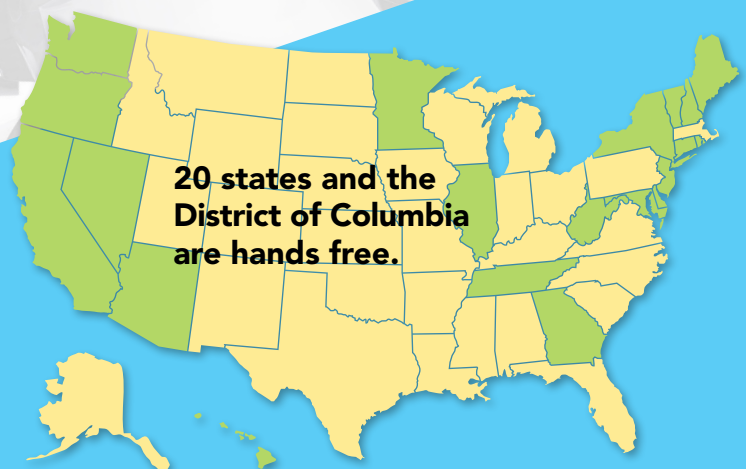 20 states and the
District of Columbia
are hands free.